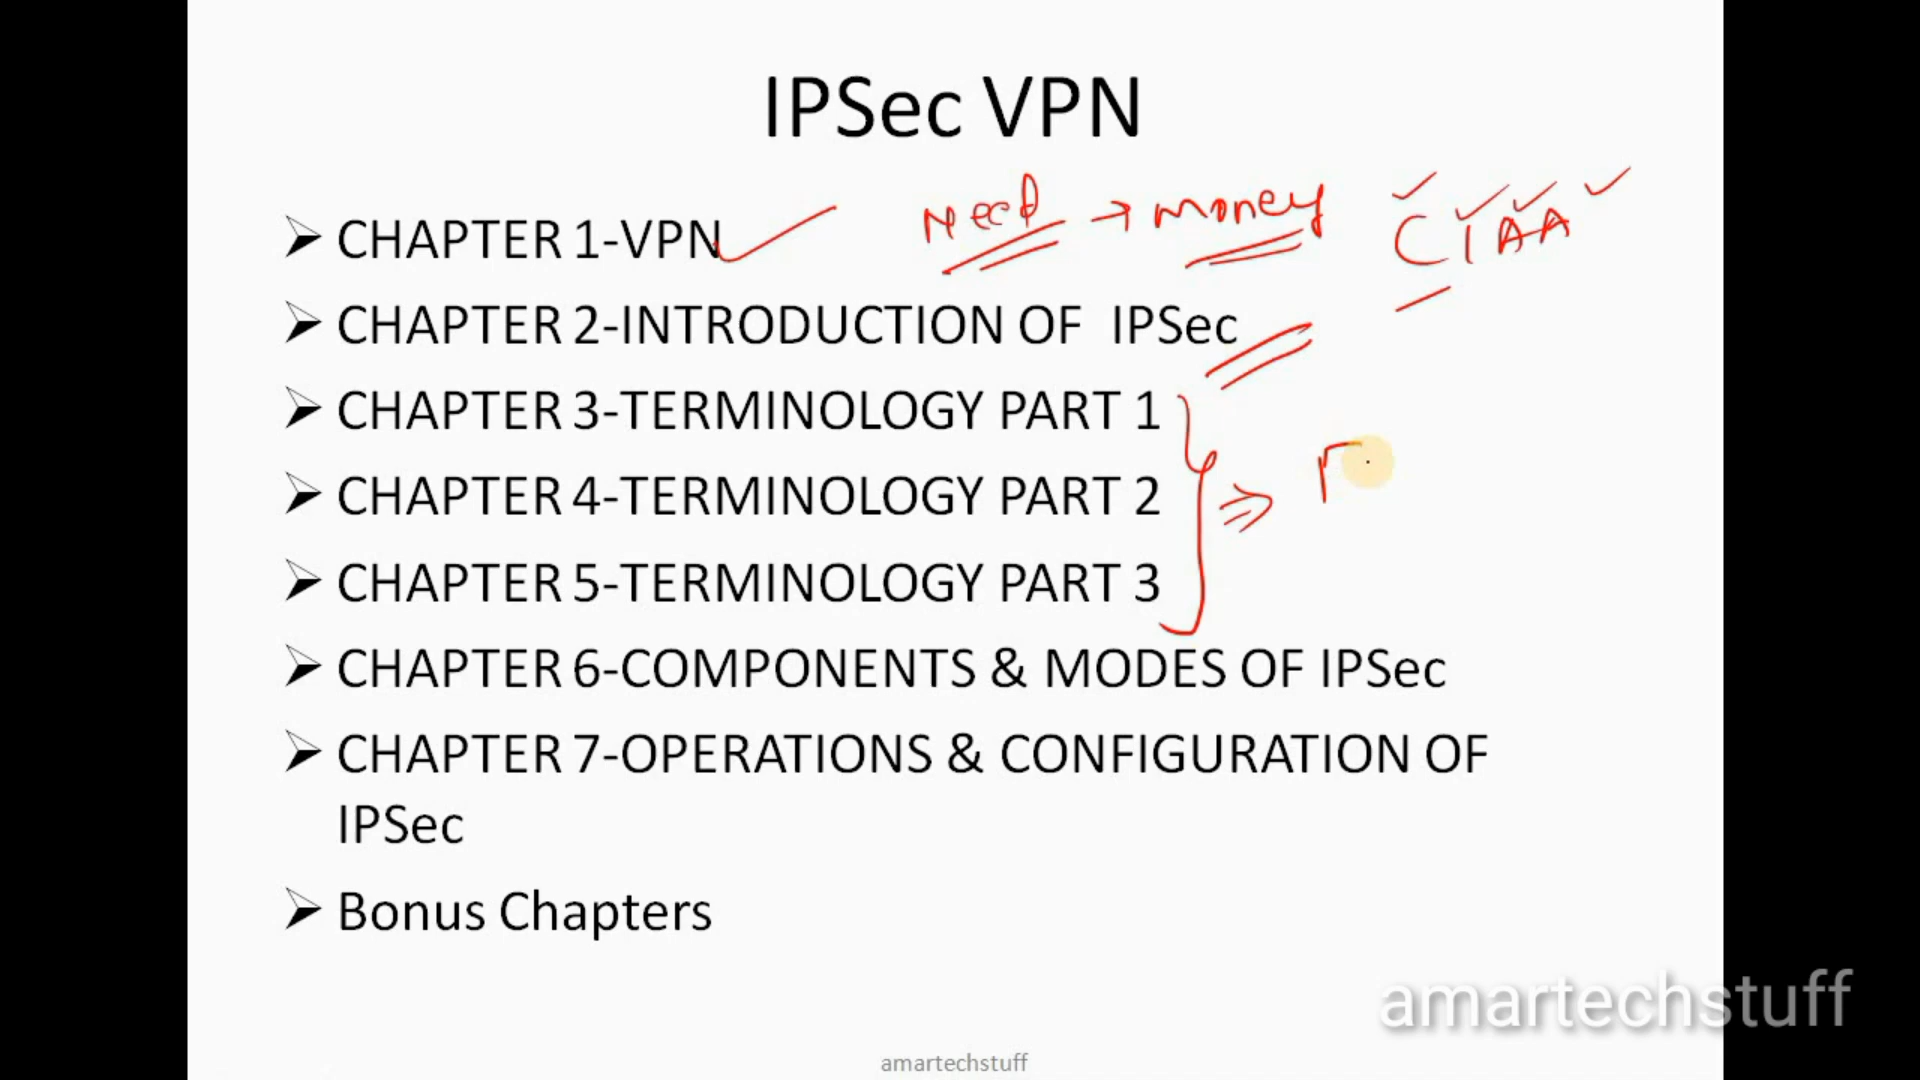 IPSec VPN
Need → money CIAA
➢ CHAPTER 1-VPN
➢ CHAPTER 2-INTRODUCTION OF IPSec
➢ CHAPTER 3-TERMINOLOGY PART 1
➢ CHAPTER 4-TERMINOLOGY PART 2
➢ CHAPTER 5-TERMINOLOGY PART 3
➢ CHAPTER 6-COMPONENTS & MODES OF IPSec
➢ CHAPTER 7-OPERATIONS & CONFIGURATION OF
IPSec
➢ Bonus Chapters
amartechstuff
amartechstuff